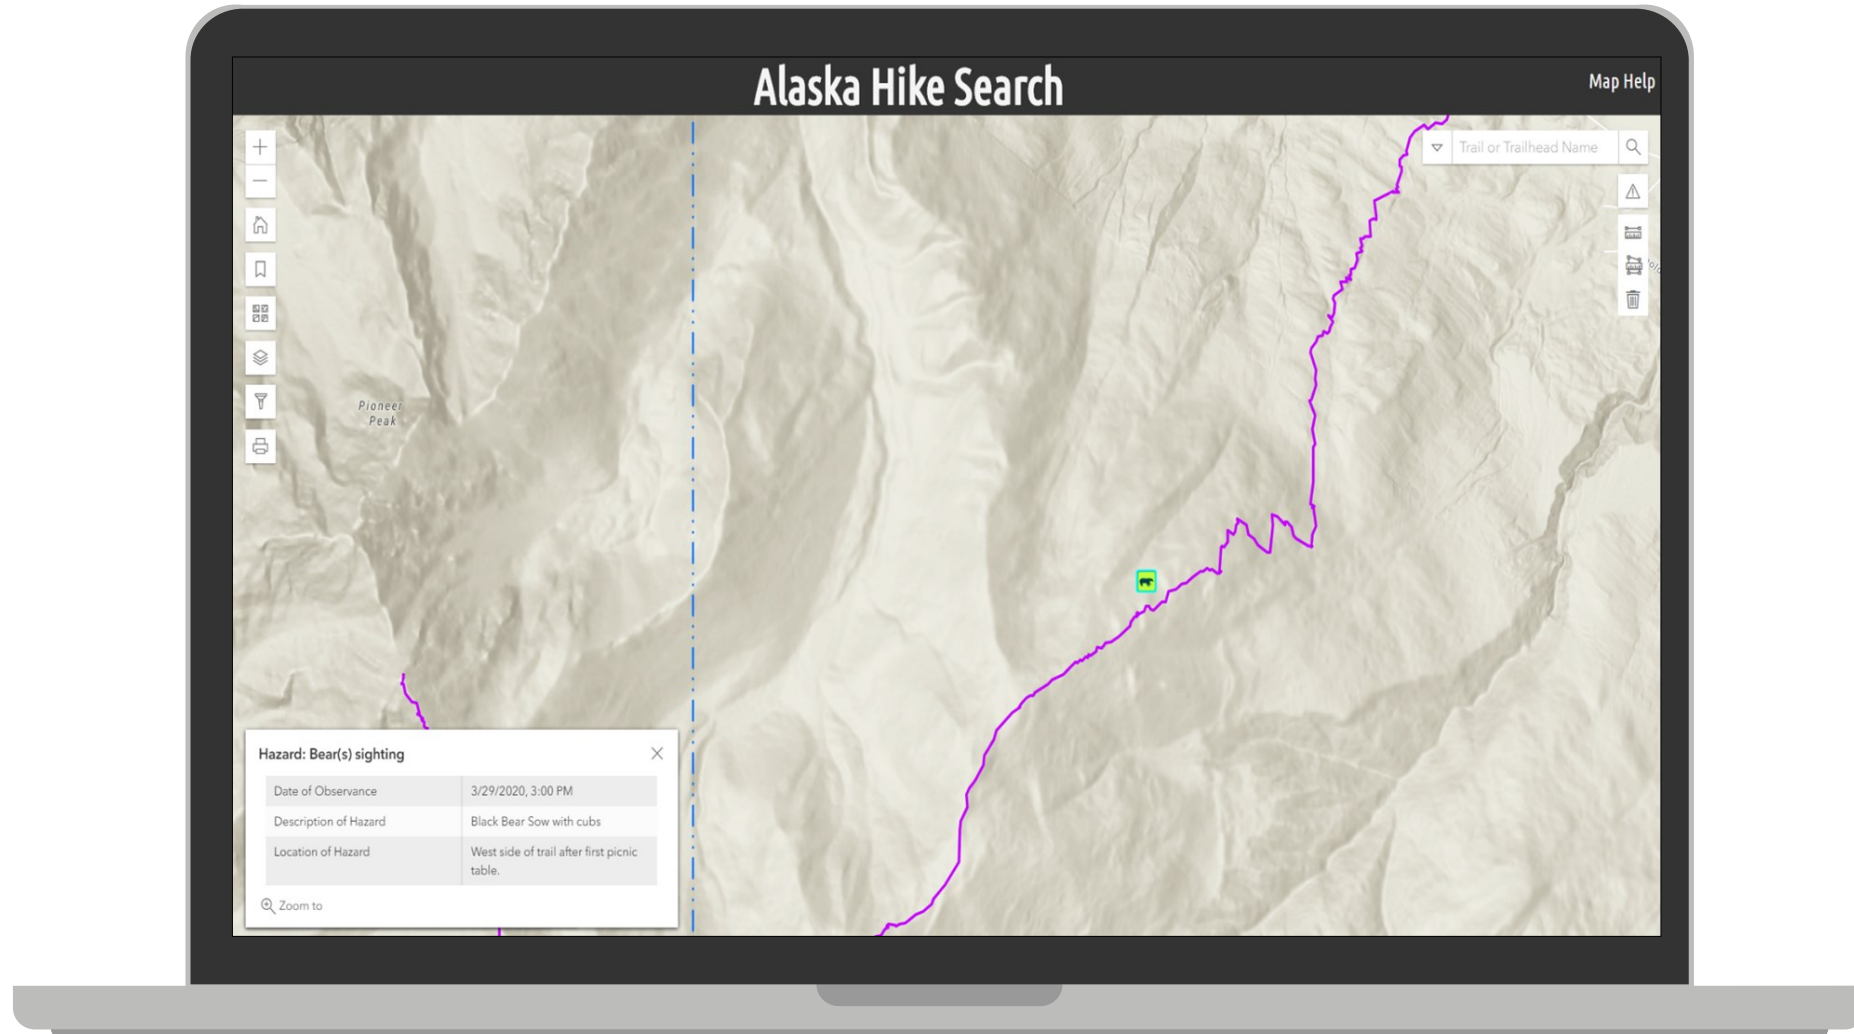 Alaska Hike Search
Map Help
Trail or Trailhead Name
Pioneer
Peak
Hazard: Bear(s) sighting
Date of Observance 3/29/2020, 3:00 PM
Description of Hazard Black Bear Sow with cubs
Location of Hazard West side of trail after first picnic
table.
Zoom to